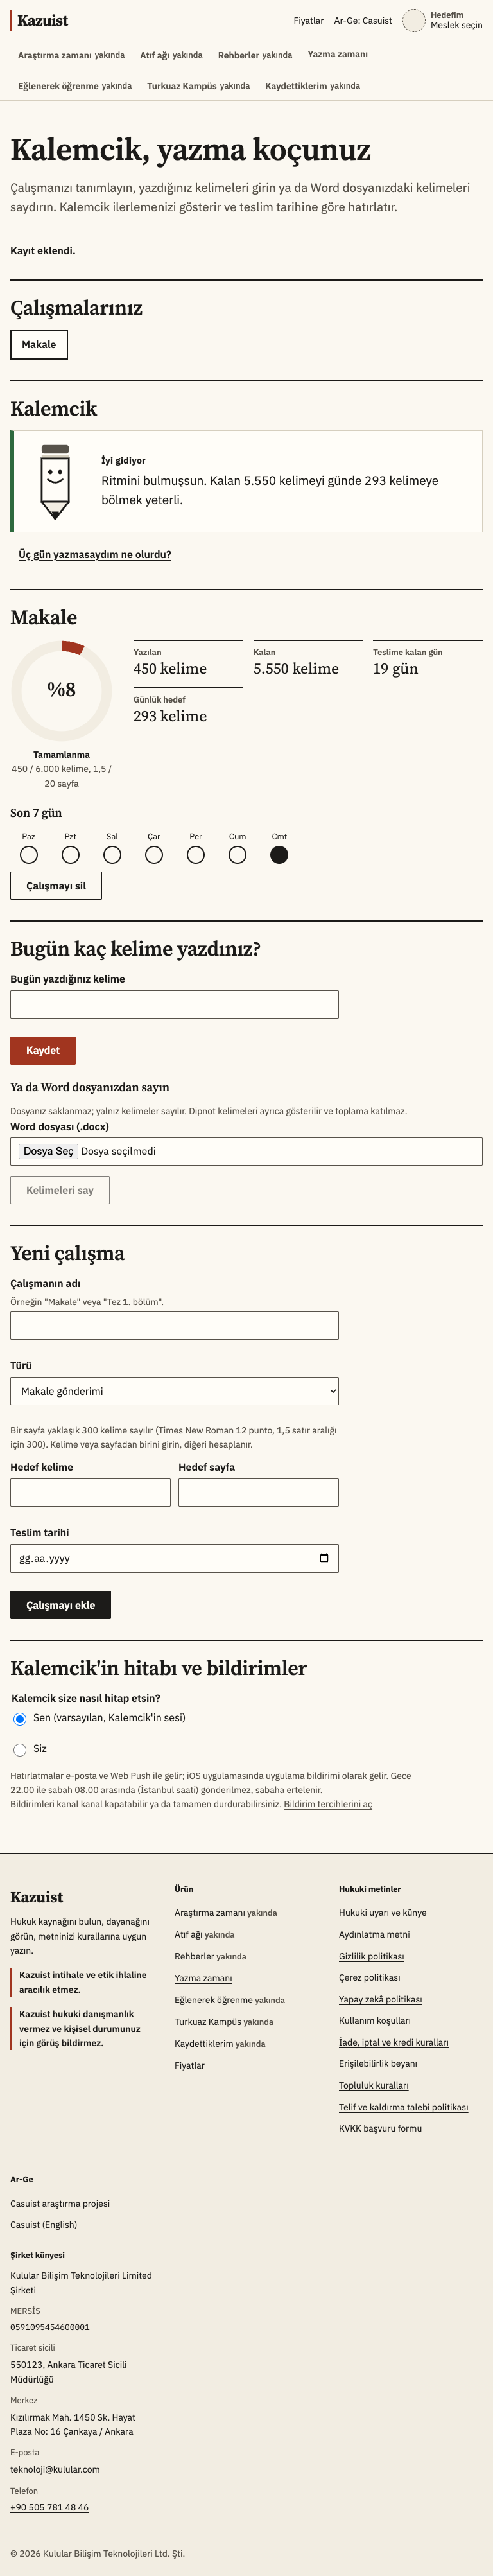 Kazuist
Fiyatlar
Ar-Ge: Casuist
Hedefim
Meslek seçin
Araştırma zamanı yakında
Atıf ağı yakında
Rehberler yakında
Yazma zamanı
Eğlenerek öğrenme yakında
Turkuaz Kampüs yakında
Kaydettiklerim yakında
Kalemcik, yazma koçunuz
Çalışmanızı tanımlayın, yazdığınız kelimeleri girin ya da Word dosyanızdaki kelimeleri
saydırın. Kalemcik ilerlemenizi gösterir ve teslim tarihine göre hatırlatır.
Kayıt eklendi.
Çalışmalarınız
Makale
Kalemcik
İyi gidiyor
Ritmini bulmuşsun. Kalan 5.550 kelimeyi günde 293 kelimeye
bölmek yeterli.
Üç gün yazmasaydım ne olurdu?
Makale
%8
Tamamlanma
450 / 6.000 kelime, 1,5 /
20 sayfa
Yazılan
450 kelime
Kalan
5.550 kelime
Teslime kalan gün
19 gün
Günlük hedef
293 kelime
Son 7 gün
Paz Pzt Sal Çar Per Cum Cmt
Çalışmayı sil
Bugün kaç kelime yazdınız?
Bugün yazdığınız kelime
Kaydet
Ya da Word dosyanızdan sayın
Dosyanız saklanmaz; yalnız kelimeler sayılır. Dipnot kelimeleri ayrıca gösterilir ve toplama katılmaz.
Word dosyası (.docx)
Dosya Seç Dosya seçilmedi
Kelimeleri say
Yeni çalışma
Çalışmanın adı
Örneğin "Makale" veya "Tez 1. bölüm".
Türü
Makale gönderimi
Bir sayfa yaklaşık 300 kelime sayılır (Times New Roman 12 punto, 1,5 satır aralığı
için 300). Kelime veya sayfadan birini girin, diğeri hesaplanır.
Hedef kelime
Hedef sayfa
Teslim tarihi
gg.aa.yyyy
Çalışmayı ekle
Kalemcik'in hitabı ve bildirimler
Kalemcik size nasıl hitap etsin?
Sen (varsayılan, Kalemcik'in sesi)
Siz
Hatırlatmalar e-posta ve Web Push ile gelir; iOS uygulamasında uygulama bildirimi olarak gelir. Gece
22.00 ile sabah 08.00 arasında (İstanbul saati) gönderilmez, sabaha ertelenir.
Bildirimleri kanal kanal kapatabilir ya da tamamen durdurabilirsiniz. Bildirim tercihlerini aç
Kazuist
Hukuk kaynağını bulun, dayanağını
görün, metninizi kurallarına uygun
yazın.
Kazuist intihale ve etik ihlaline
aracılık etmez.
Kazuist hukuki danışmanlık
vermez ve kişisel durumunuz
için görüş bildirmez.
Ürün
Araştırma zamanı yakında
Atıf ağı yakında
Rehberler yakında
Yazma zamanı
Eğlenerek öğrenme yakında
Turkuaz Kampüs yakında
Kaydettiklerim yakında
Fiyatlar
Hukuki metinler
Hukuki uyarı ve künye
Aydınlatma metni
Gizlilik politikası
Çerez politikası
Yapay zekâ politikası
Kullanım koşulları
İade, iptal ve kredi kuralları
Erişilebilirlik beyanı
Topluluk kuralları
Telif ve kaldırma talebi politikası
KVKK başvuru formu
Ar-Ge
Casuist araştırma projesi
Casuist (English)
Şirket künyesi
Kulular Bilişim Teknolojileri Limited
Şirketi
MERSİS
0591095454600001
Ticaret sicili
550123, Ankara Ticaret Sicili
Müdürlüğü
Merkez
Kızılırmak Mah. 1450 Sk. Hayat
Plaza No: 16 Çankaya / Ankara
E-posta
teknoloji@kulular.com
Telefon
+90 505 781 48 46
© 2026 Kulular Bilişim Teknolojileri Ltd. Şti.